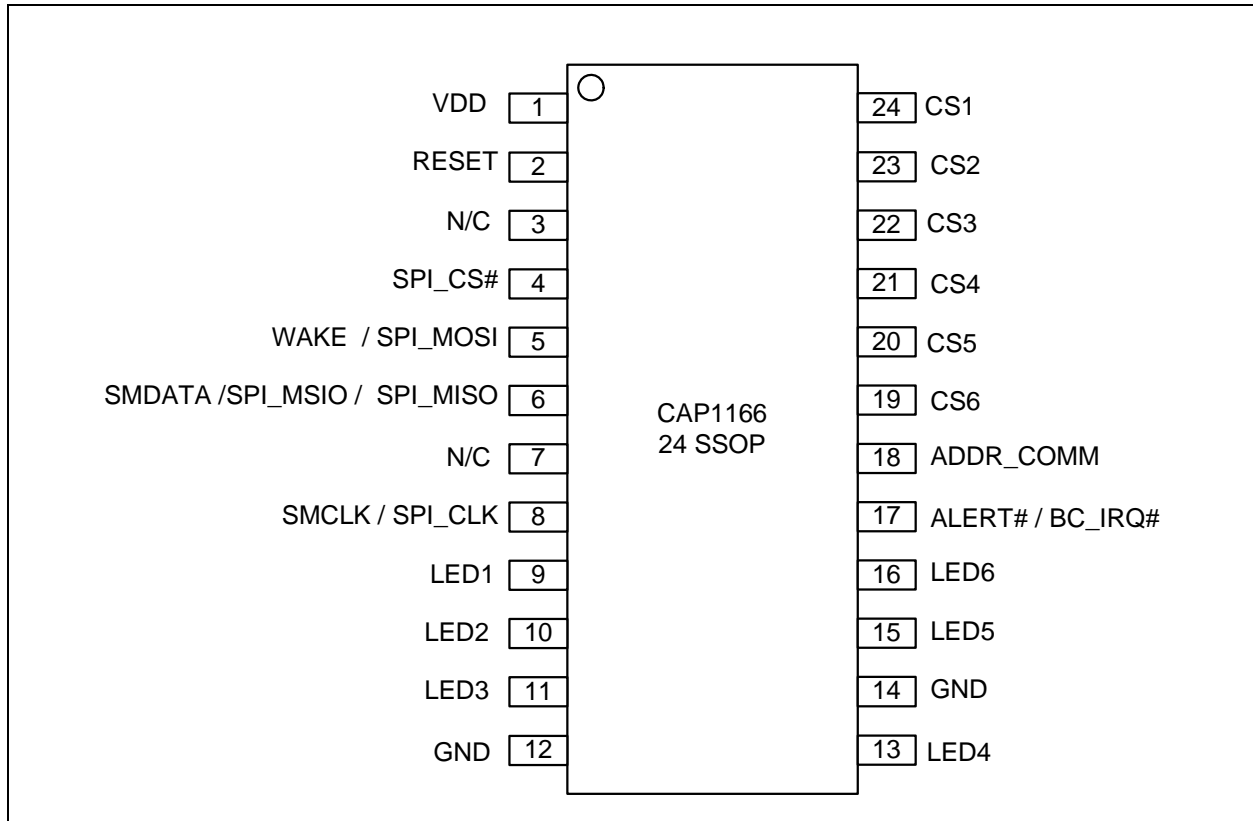 VDD 1
RESET 2
N/C 3
SPI_CS# 4
WAKE / SPI_MOSI 5
SMDATA /SPI_MSIO / SPI_MISO 6
N/C 7
SMCLK / SPI_CLK 8
LED1 9
LED2 10
LED3 11
GND 12
CAP1166
24 SSOP
24 CS1
23 CS2
22 CS3
21 CS4
20 CS5
19 CS6
18 ADDR_COMM
17 ALERT# / BC_IRQ#
16 LED6
15 LED5
14 GND
13 LED4